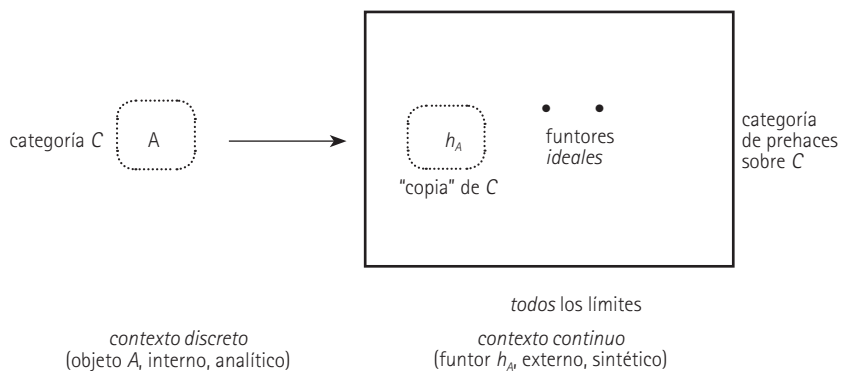 categoría C
A
h_A
"copia" de C
funtores
ideales
categoría
de prehaces
sobre C
todos los límites
contexto discreto
(objeto A, interno, analítico)
contexto continuo
(funtor h_A, externo, sintético)